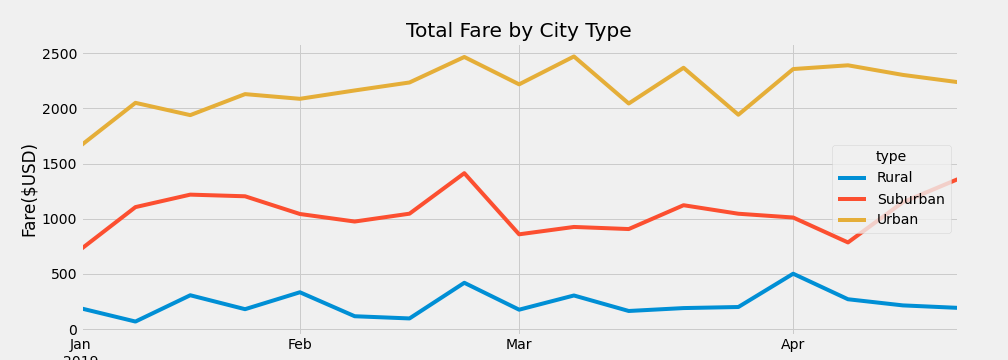 Total Fare by City Type
Fare($USD)
2500
2000
1500
1000
500
0
type
Rural
Suburban
Urban
Jan
Feb
Mar
Apr
2019